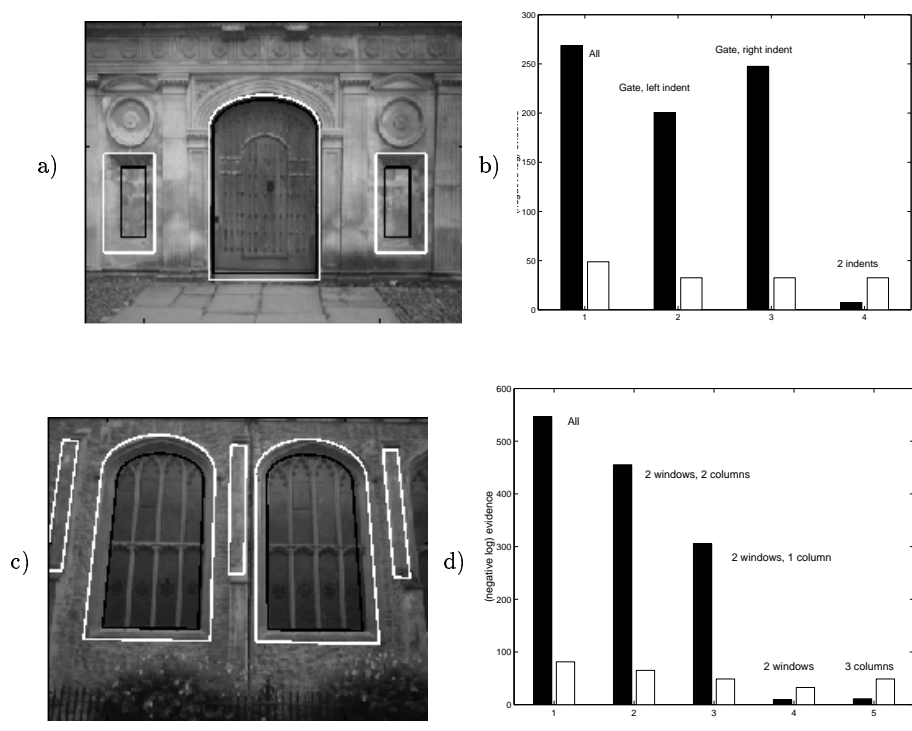 a)
b)
300
250
200
150
100
50
0
All
Gate, left indent
Gate, right indent
2 indents
1 2 3 4
c)
d)
600
500
400
300
200
100
0
(negative log) evidence
All
2 windows, 2 columns
2 windows, 1 column
2 windows
3 columns
1 2 3 4 5